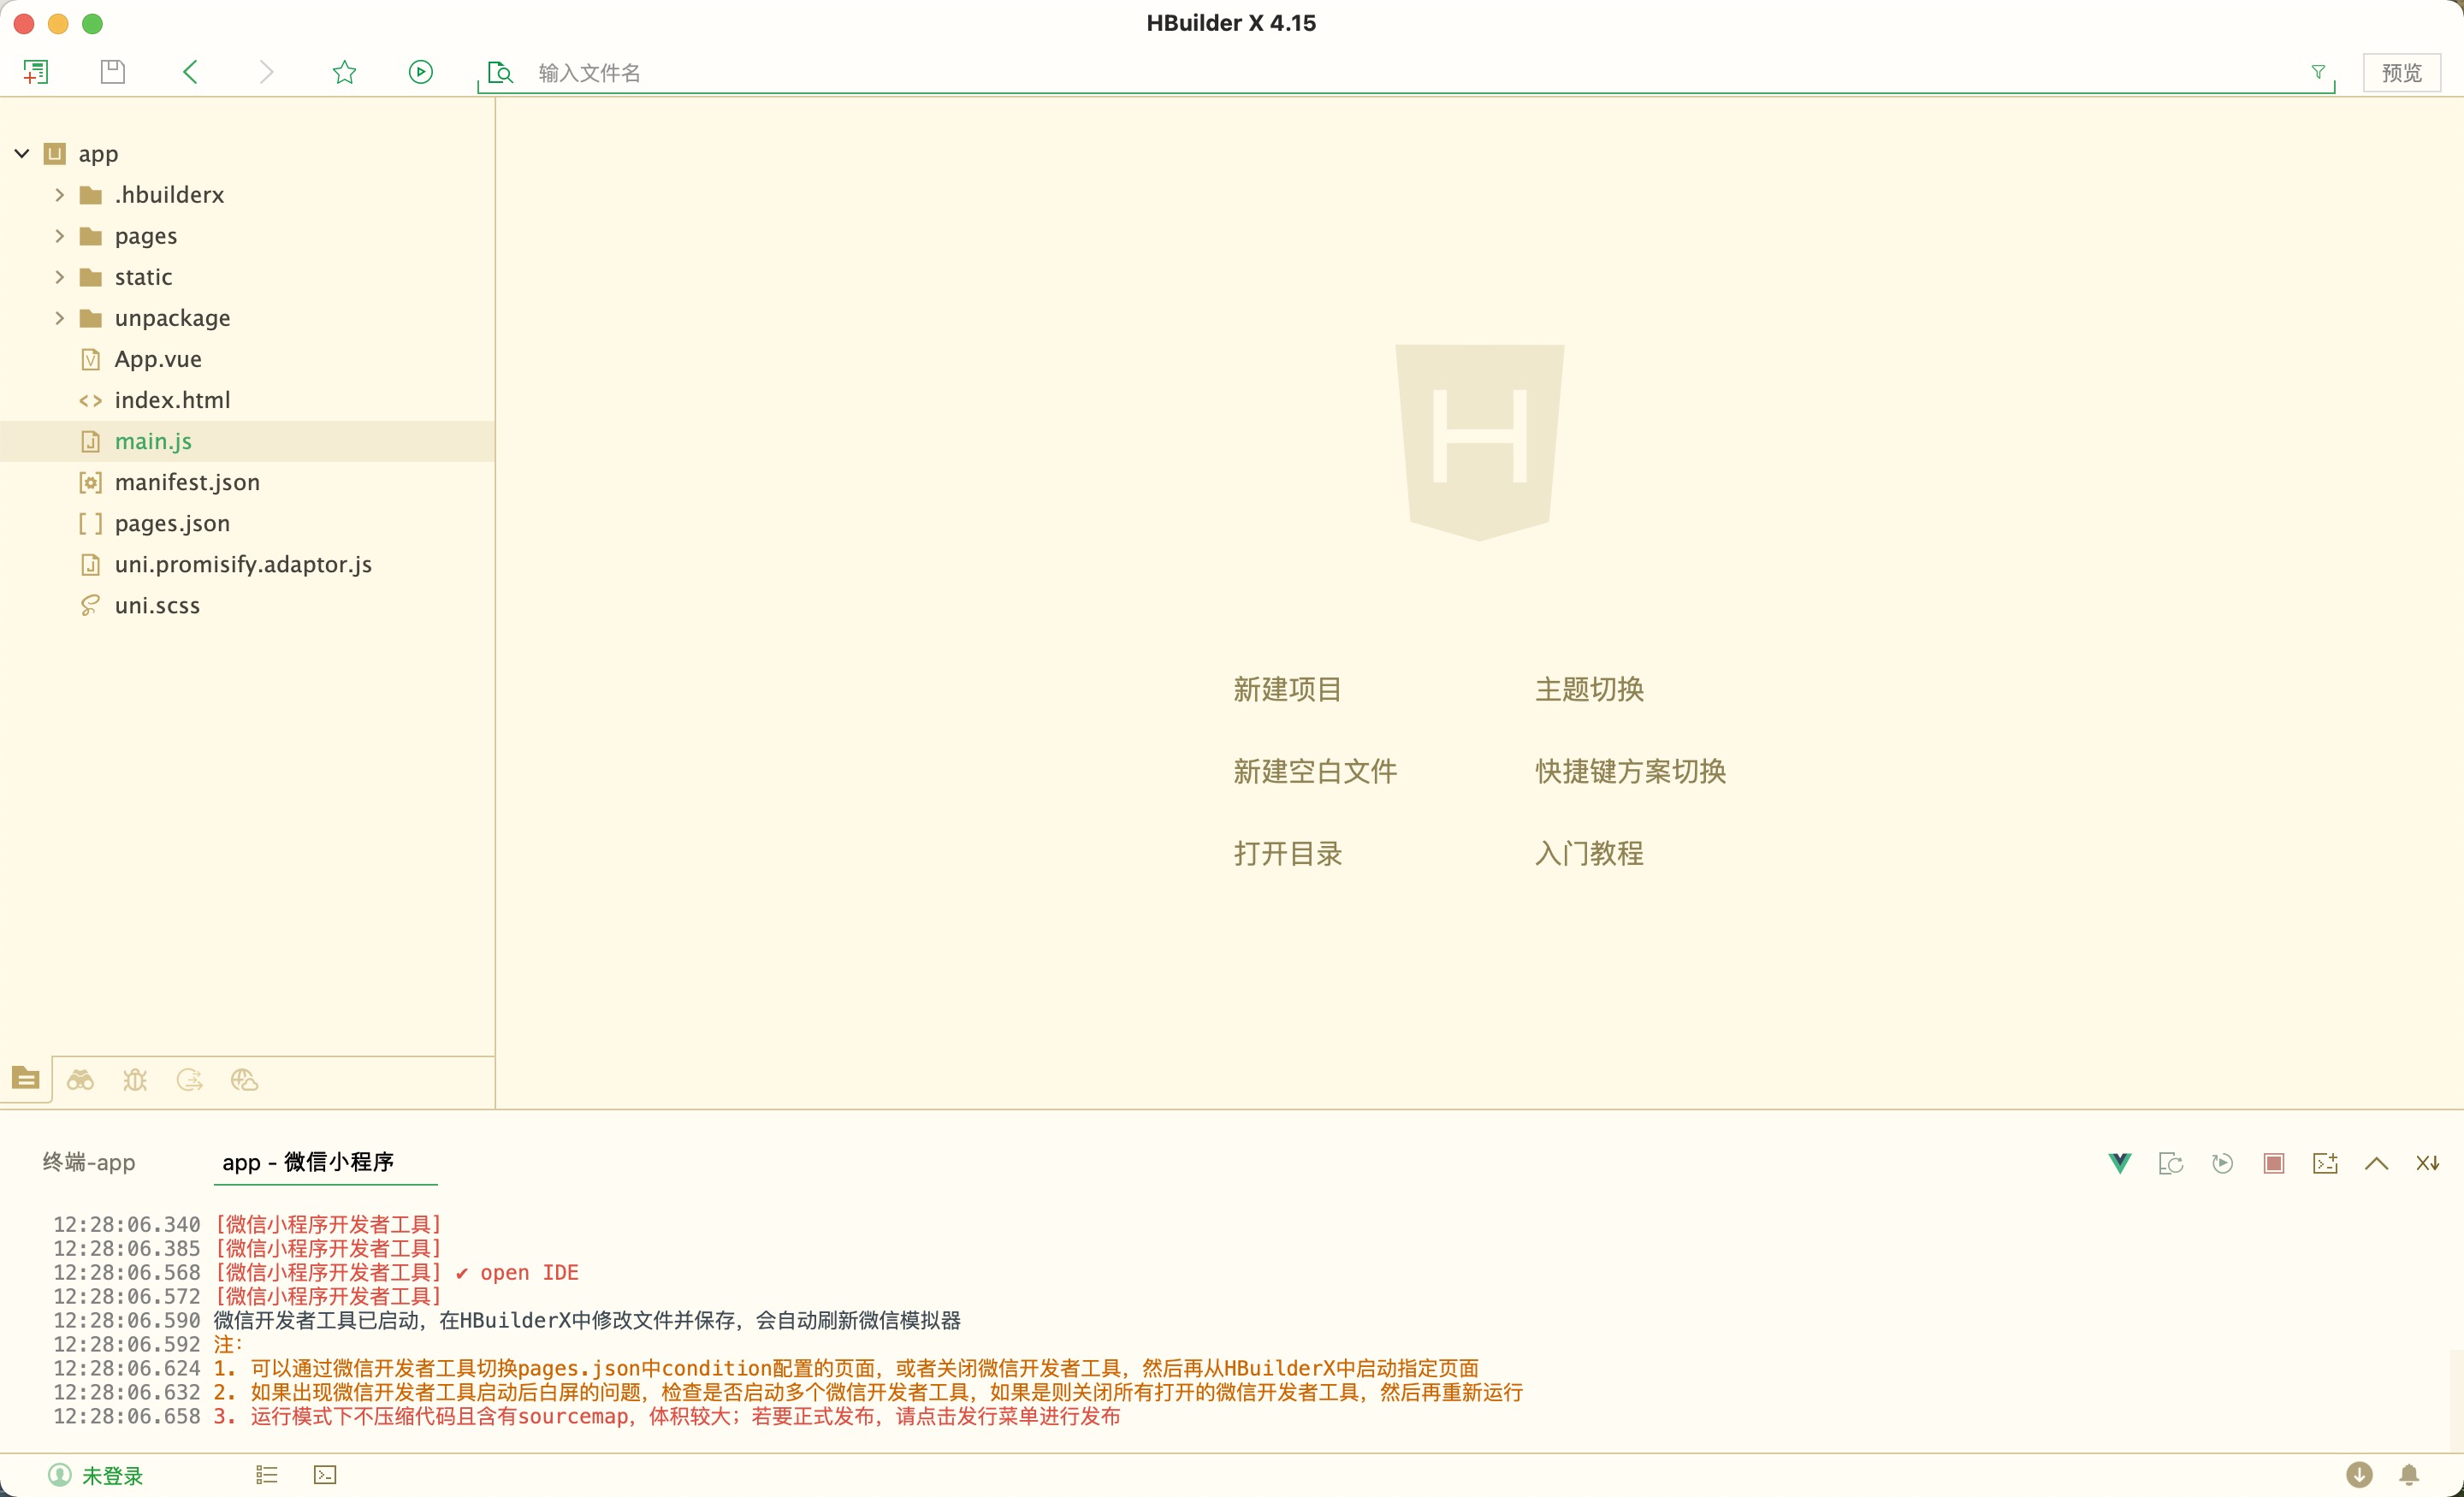 HBuilder X 4.15
输入文件名
预览
app
.hbuilderx
pages
static
unpackage
App.vue
index.html
main.js
manifest.json
pages.json
uni.promisify.adaptor.js
uni.scss
H
新建项目 主题切换
新建空白文件 快捷键方案切换
打开目录 入门教程
终端-app app - 微信小程序
12:28:06.340 [微信小程序开发者工具]
12:28:06.385 [微信小程序开发者工具]
12:28:06.568 [微信小程序开发者工具] ✔ open IDE
12:28:06.572 [微信小程序开发者工具]
12:28:06.590 微信开发者工具已启动，在HBuilderX中修改文件并保存，会自动刷新微信模拟器
12:28:06.592 注：
12:28:06.624 1. 可以通过微信开发者工具切换pages.json中condition配置的页面，或者关闭微信开发者工具，然后再从HBuilderX中启动指定页面
12:28:06.632 2. 如果出现微信开发者工具启动后白屏的问题，检查是否启动多个微信开发者工具，如果是则关闭所有打开的微信开发者工具，然后再重新运行
12:28:06.658 3. 运行模式下不压缩代码且含有sourcemap，体积较大；若要正式发布，请点击发行菜单进行发布
未登录